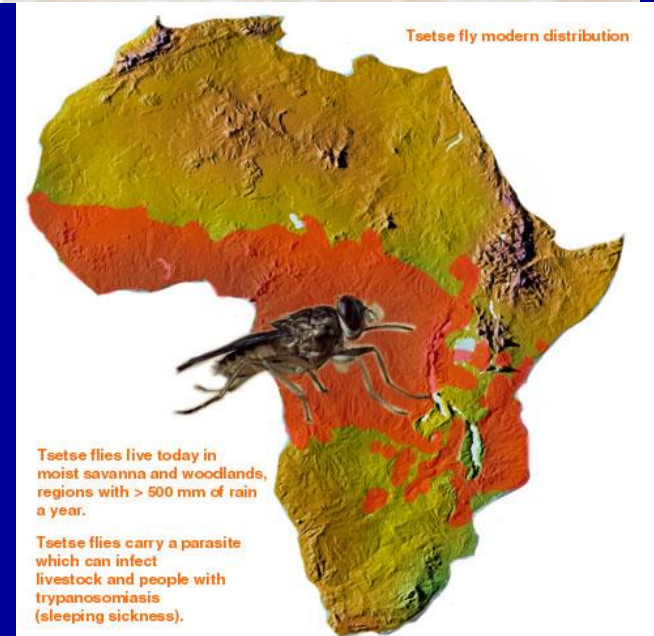 Tsetse fly modern distribution
Tsetse flies live today in
moist savanna and woodlands,
regions with > 500 mm of rain
a year.
Tsetse flies carry a parasite
which can infect
livestock and people with
trypanosomiasis
(sleeping sickness).